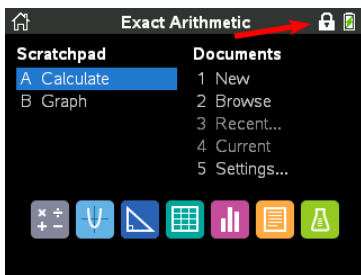 Exact Arithmetic
Scratchpad
A Calculate
B Graph
Documents
1 New
2 Browse
3 Recent...
4 Current
5 Settings...